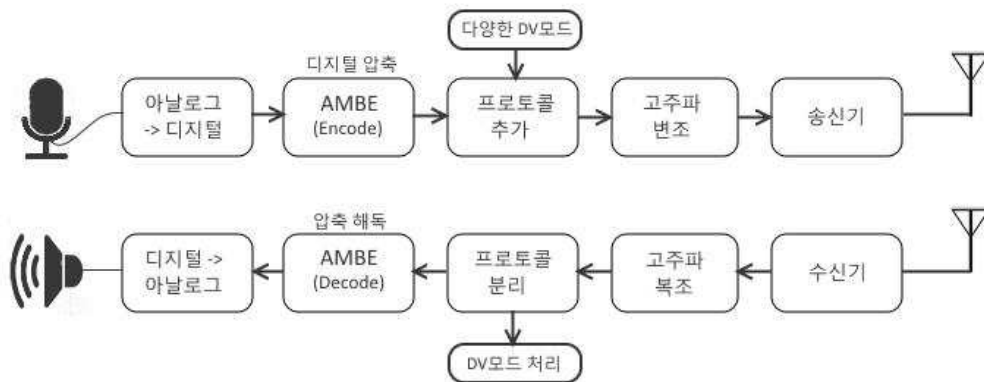 다양한 DV모드
디지털 압축
아날로그
-> 디지털
AMBE
(Encode)
프로토콜
추가
고주파
변조
송신기
압축 해독
디지털 ->
아날로그
AMBE
(Decode)
프로토콜
분리
고주파
복조
수신기
DV모드 처리